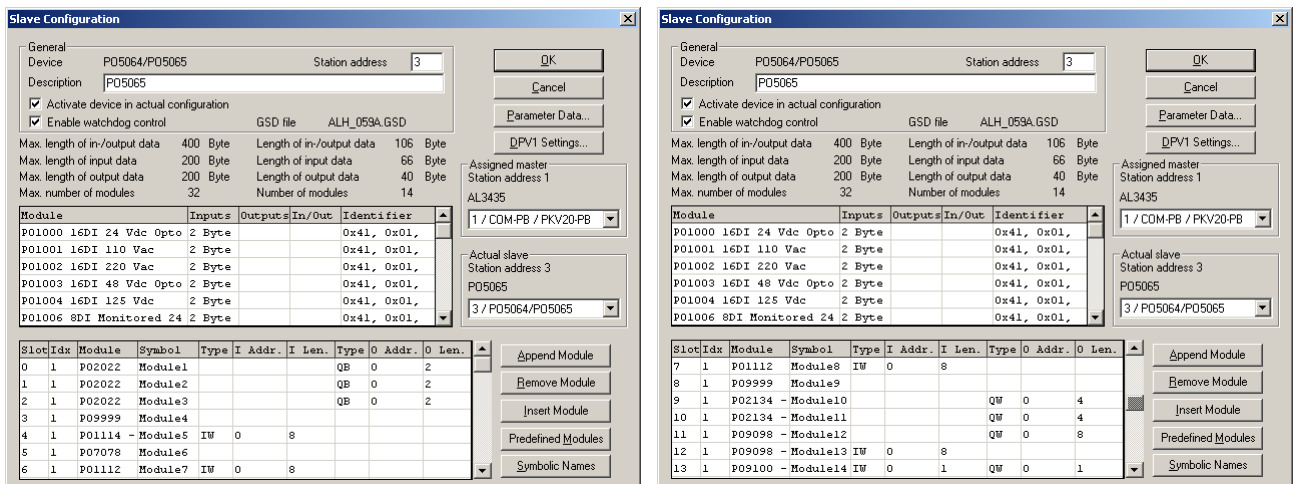 Slave Configuration
General
Device PO5064/PO5065 Station address 3
Description PO5065
Activate device in actual configuration
Enable watchdog control GSD file ALH_059A.GSD
Max. length of in-/output data 400 Byte Length of in-/output data 106 Byte
Max. length of input data 200 Byte Length of input data 66 Byte
Max. length of output data 200 Byte Length of output data 40 Byte
Max. number of modules 32 Number of modules 14
OK
Cancel
Parameter Data...
DPV1 Settings...
Assigned master
Station address 1
AL3435
1 / COM-PB / PKV20-PB
Actual slave
Station address 3
PO5065
3 / PO5064/PO5065
Module Inputs Outputs In/Out Identifier
P01000 16DI 24 Vdc Opto 2 Byte 0x41, 0x01,
P01001 16DI 110 Vac 2 Byte 0x41, 0x01,
P01002 16DI 220 Vac 2 Byte 0x41, 0x01,
P01003 16DI 48 Vdc Opto 2 Byte 0x41, 0x01,
P01004 16DI 125 Vdc 2 Byte 0x41, 0x01,
P01006 8DI Monitored 24 2 Byte 0x41, 0x01,
Slot Idx Module Symbol Type I Addr. I Len. Type O Addr. O Len.
0 1 P02022 Module1 QB 0 2
1 1 P02022 Module2 QB 0 2
2 1 P02022 Module3 QB 0 2
3 1 P09999 Module4
4 1 P01114 - Module5 IW 0 8
5 1 P07078 Module6
6 1 P01112 Module7 IW 0 8
Append Module
Remove Module
Insert Module
Predefined Modules
Symbolic Names
Slave Configuration
General
Device PO5064/PO5065 Station address 3
Description PO5065
Activate device in actual configuration
Enable watchdog control GSD file ALH_059A.GSD
Max. length of in-/output data 400 Byte Length of in-/output data 106 Byte
Max. length of input data 200 Byte Length of input data 66 Byte
Max. length of output data 200 Byte Length of output data 40 Byte
Max. number of modules 32 Number of modules 14
OK
Cancel
Parameter Data...
DPV1 Settings...
Assigned master
Station address 1
AL3435
1 / COM-PB / PKV20-PB
Actual slave
Station address 3
PO5065
3 / PO5064/PO5065
Module Inputs Outputs In/Out Identifier
P01000 16DI 24 Vdc Opto 2 Byte 0x41, 0x01,
P01001 16DI 110 Vac 2 Byte 0x41, 0x01,
P01002 16DI 220 Vac 2 Byte 0x41, 0x01,
P01003 16DI 48 Vdc Opto 2 Byte 0x41, 0x01,
P01004 16DI 125 Vdc 2 Byte 0x41, 0x01,
P01006 8DI Monitored 24 2 Byte 0x41, 0x01,
Slot Idx Module Symbol Type I Addr. I Len. Type O Addr. O Len.
7 1 P01112 Module8 IW 0 8
8 1 P09999 Module9
9 1 P02134 - Module10 QW 0 4
10 1 P02134 - Module11 QW 0 4
11 1 P09098 - Module12 QW 0 8
12 1 P09098 - Module13 IW 0 8
13 1 P09100 - Module14 IW 0 1 QW 0 1
Append Module
Remove Module
Insert Module
Predefined Modules
Symbolic Names